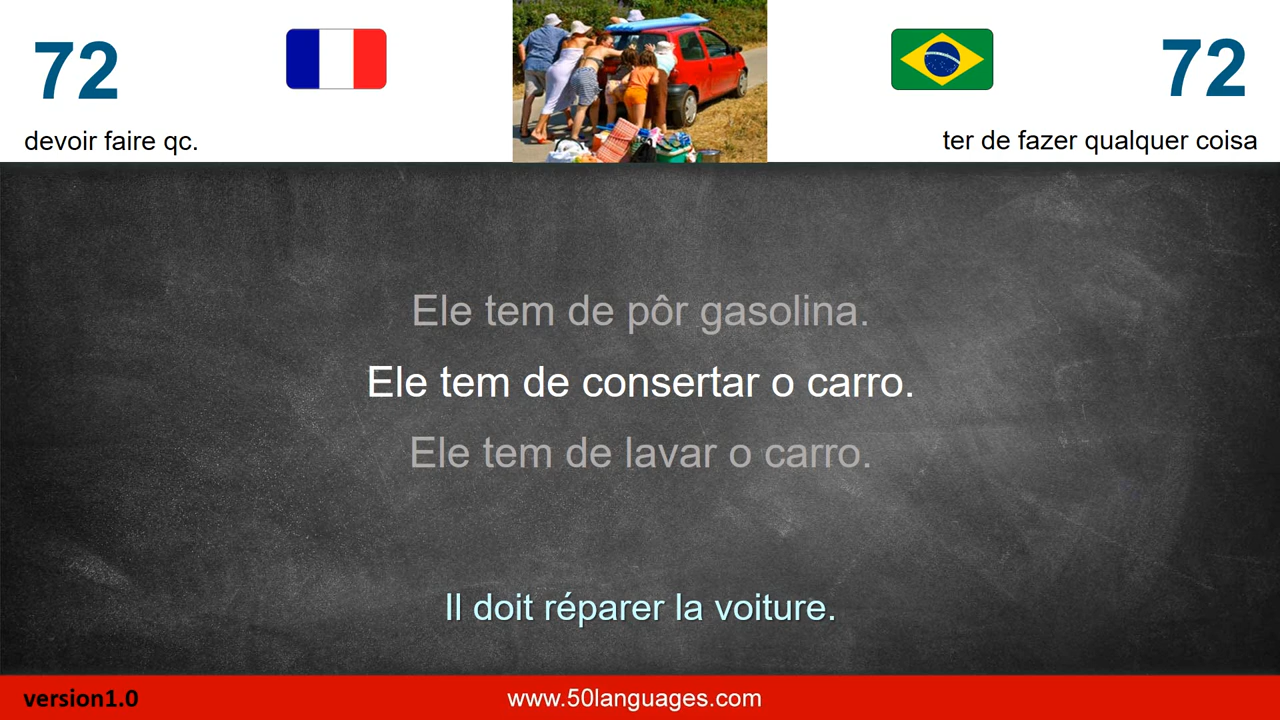 72
72
devoir faire qc.
ter de fazer qualquer coisa
Ele tem de pôr gasolina.
Ele tem de consertar o carro.
Ele tem de lavar o carro.
Il doit réparer la voiture.
version1.0
www.50languages.com